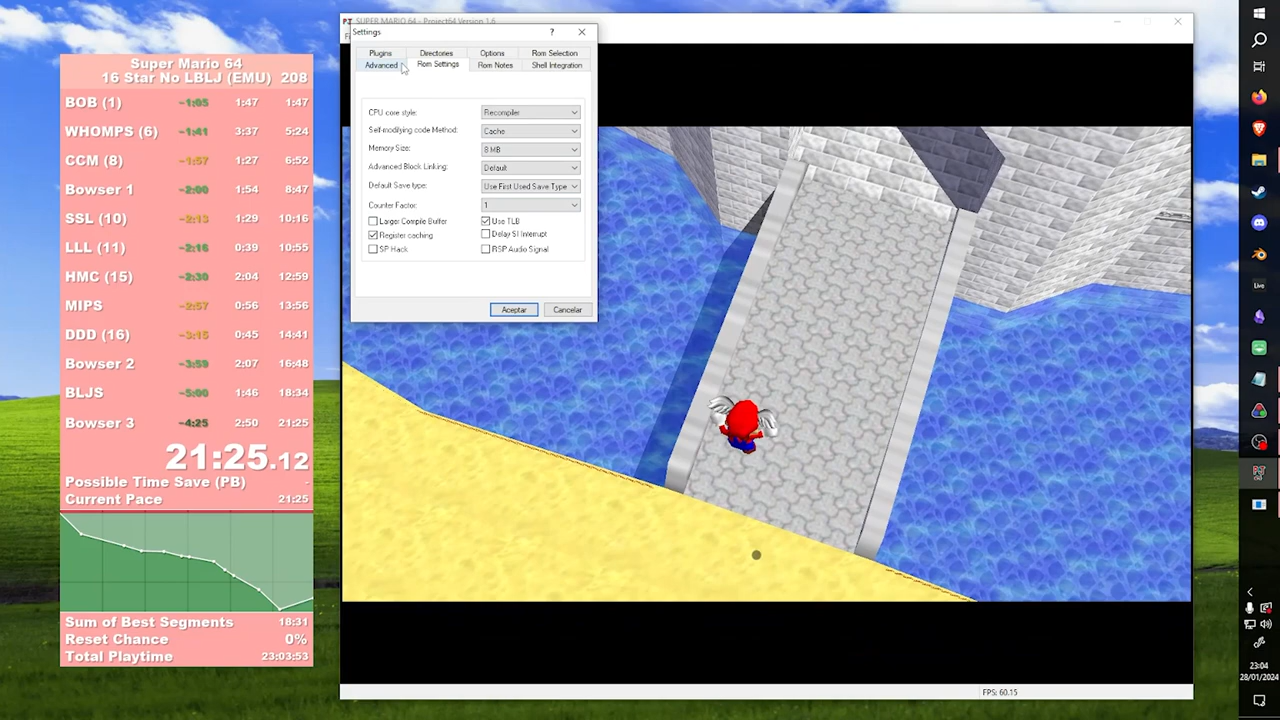 Super Mario 64
16 Star No LBLJ (EMU) 208
BOB (1) −1:05 1:47 1:47
WHOMPS (6) −1:41 3:37 5:24
CCM (8) −1:57 1:27 6:52
Bowser 1 −2:00 1:54 8:47
SSL (10) −2:13 1:29 10:16
LLL (11) −2:16 0:39 10:55
HMC (15) −2:30 2:04 12:59
MIPS −2:57 0:56 13:56
DDD (16) −3:15 0:45 14:41
Bowser 2 −3:59 2:07 16:48
BLJS −5:00 1:46 18:34
Bowser 3 −4:25 2:50 21:25
21:25.12
Possible Time Save (PB) -
Current Pace 21:25
Sum of Best Segments 18:31
Reset Chance 0%
Total Playtime 23:03:53
SUPER MARIO 64 - Project64 Version 1.6
Settings ?
Plugins Directories Options Rom Selection
Advanced Rom Settings Rom Notes Shell Integration
CPU core style: Recompiler
Self-modifying code Method: Cache
Memory Size: 8 MB
Advanced Block Linking: Default
Default Save type: Use First Used Save Type
Counter Factor: 1
Larger Compile Buffer Use TLB
Register caching Delay SI Interrupt
SP Hack RSP Audio Signal
Aceptar Cancelar
FPS: 60.15
Live
23:04
28/01/2024